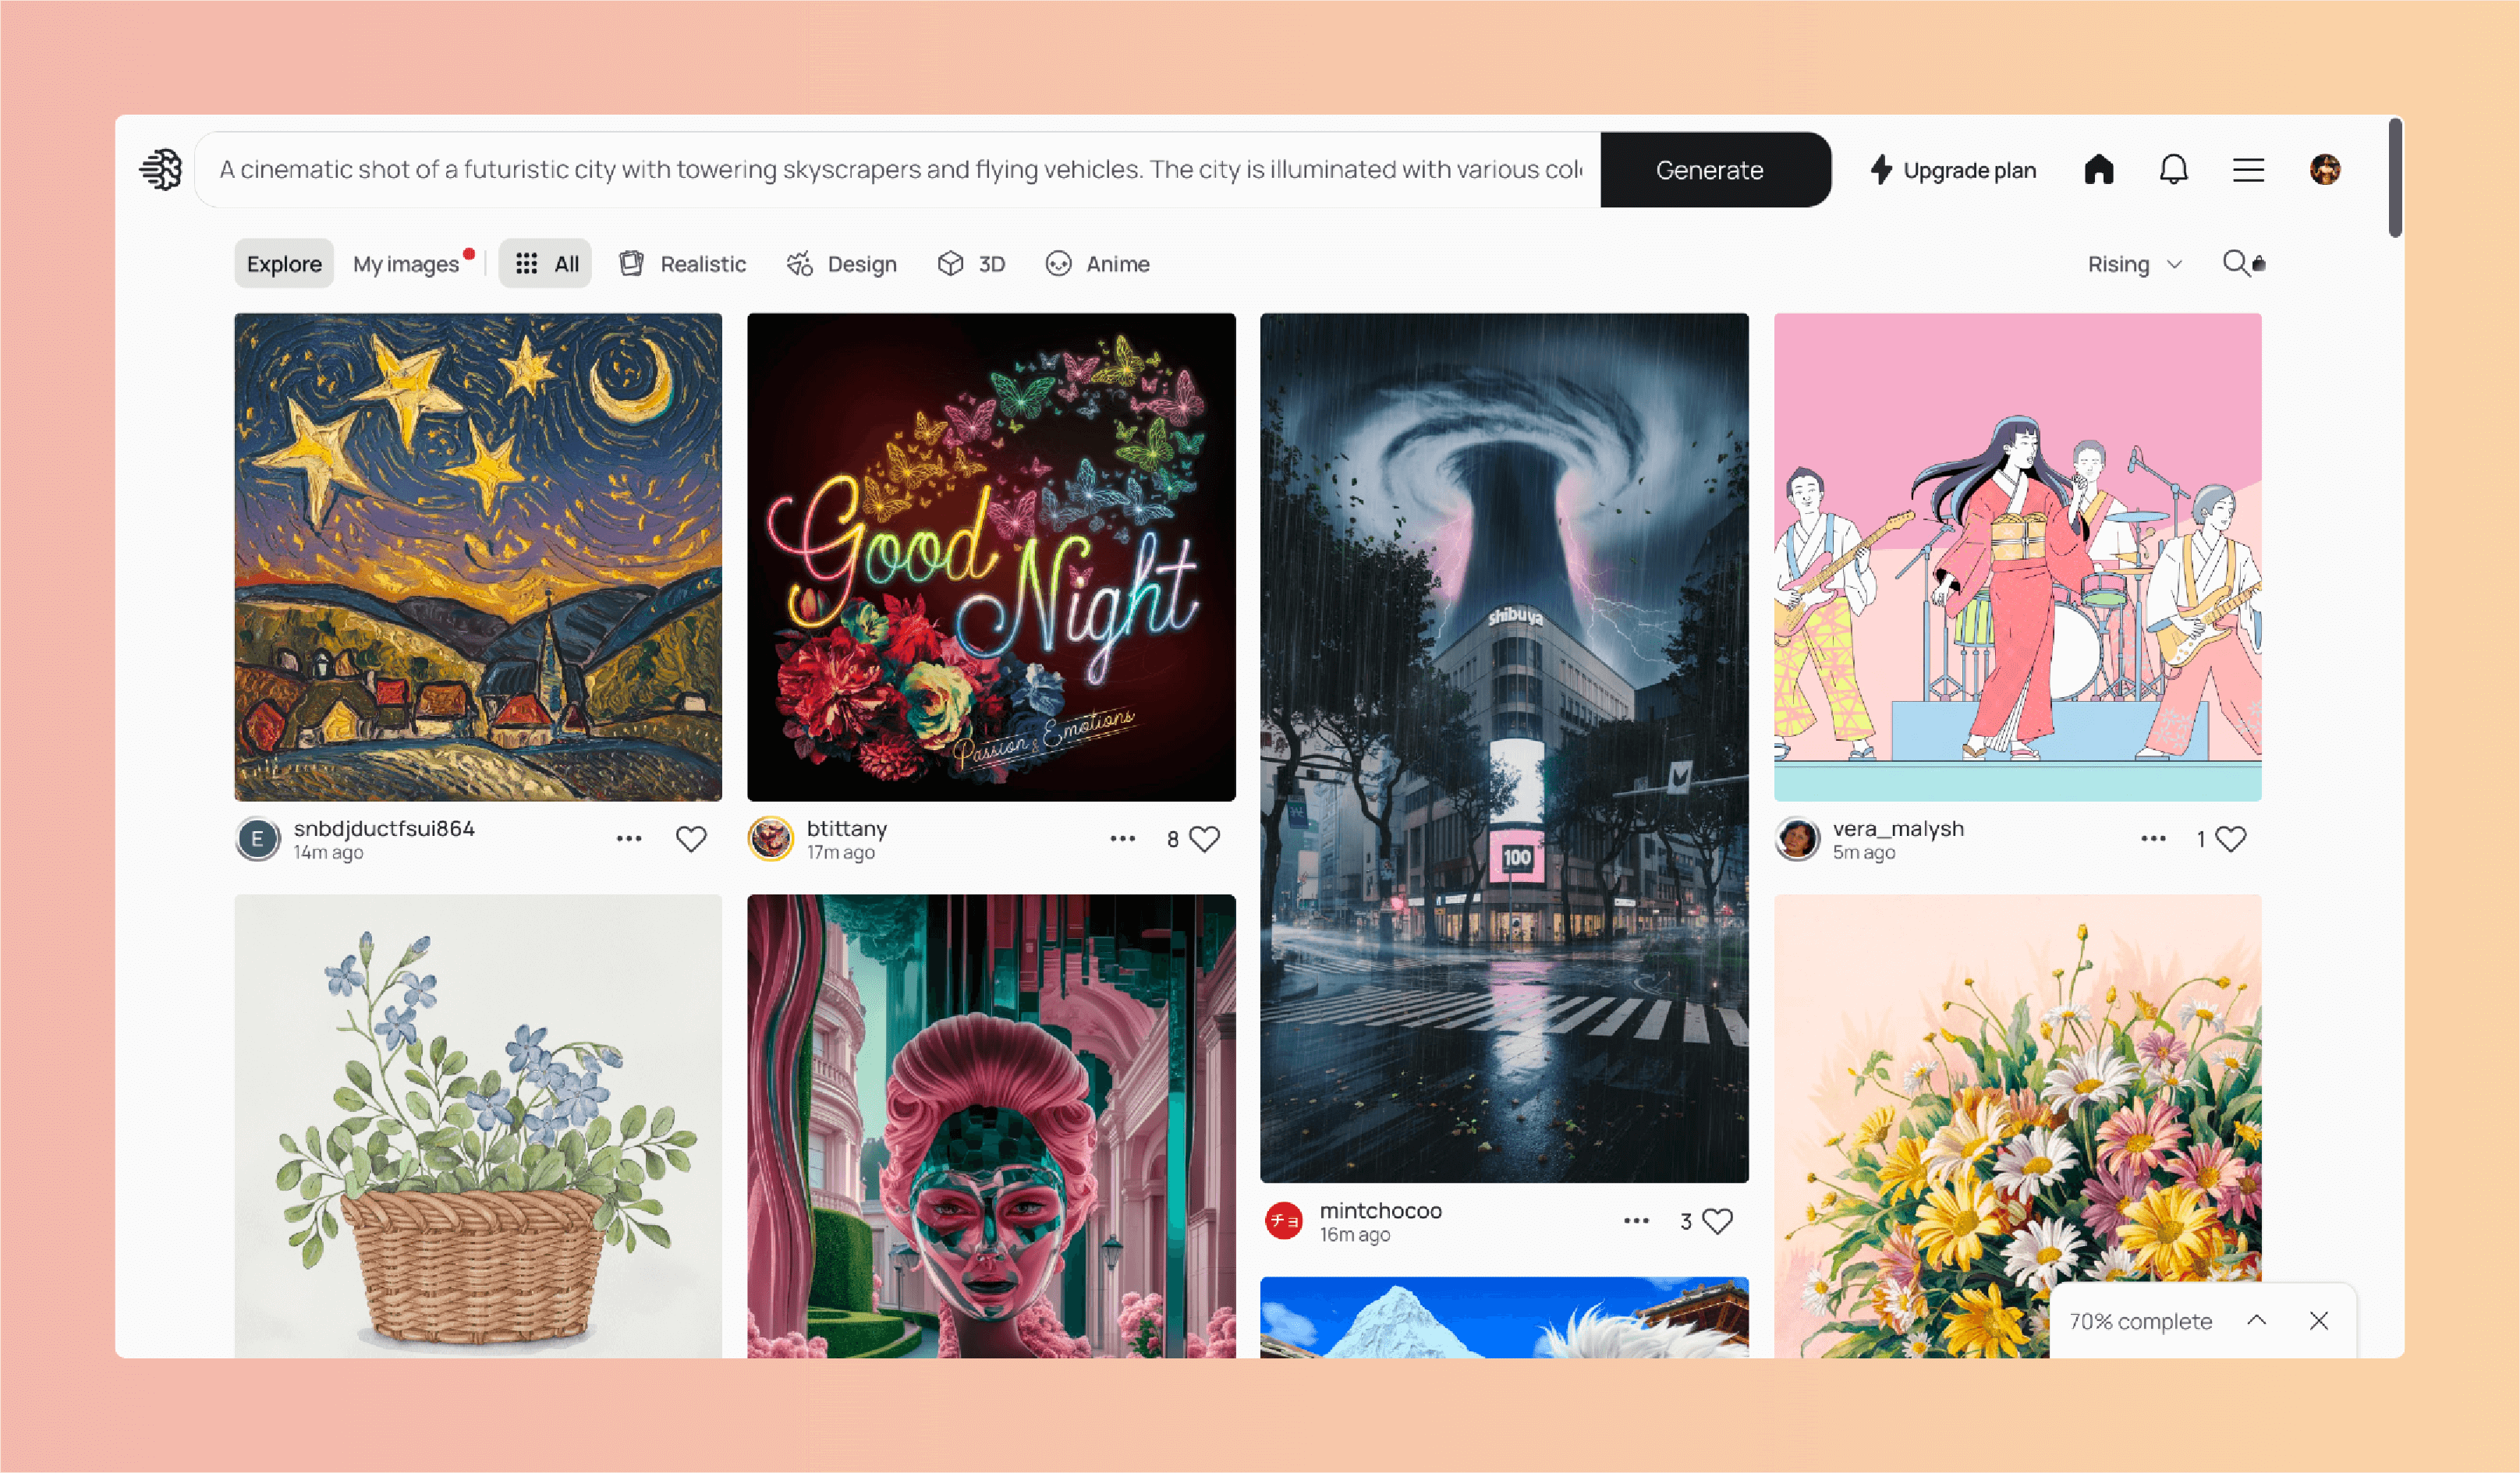 A cinematic shot of a futuristic city with towering skyscrapers and flying vehicles. The city is illuminated with various col
Generate
Upgrade plan
Explore
My images
All
Realistic
Design
3D
Anime
Rising
Good
Night
Passion & Emotions
shibuya
100
E
snbdjductfsui864
14m ago
btittany
17m ago
8
vera_malysh
5m ago
1
チョ
mintchocoo
16m ago
3
70% complete